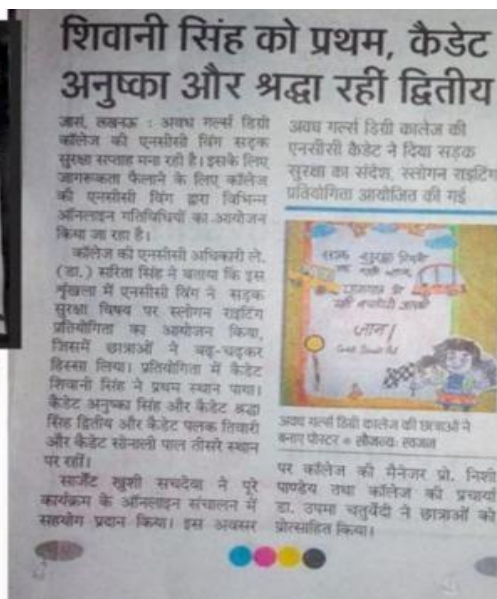 शिवानी सिंह को प्रथम, कैडेट
अनुष्का और श्रद्धा रहीं द्वितीय
जासं, लखनऊ : अवध गर्ल्स डिग्री
कॉलेज की एनसीसी विंग सड़क
सुरक्षा सप्ताह मना रही है। इसके लिए
जागरूकता फैलाने के लिए कॉलेज
की एनसीसी विंग द्वारा विभिन्न
ऑनलाइन गतिविधियों का आयोजन
किया जा रहा है।
कॉलेज की एनसीसी अधिकारी ले.
(डा.) सरिता सिंह ने बताया कि इस
श्रृंखला में एनसीसी विंग ने सड़क
सुरक्षा विषय पर स्लोगन राइटिंग
प्रतियोगिता का आयोजन किया,
जिसमें छात्राओं ने बढ़-चढ़कर
हिस्सा लिया। प्रतियोगिता में कैडेट
शिवानी सिंह ने प्रथम स्थान पाया।
कैडेट अनुष्का सिंह और कैडेट श्रद्धा
सिंह द्वितीय और कैडेट पलक तिवारी
और कैडेट सोनाली पाल तीसरे स्थान
पर रहीं।
सार्जेंट खुशी सचदेवा ने पूरे
कार्यक्रम के ऑनलाइन संचालन में
सहयोग प्रदान किया। इस अवसर
अवध गर्ल्स डिग्री कालेज की
एनसीसी कैडेट ने दिया सड़क
सुरक्षा का संदेश, स्लोगन राइटिंग
प्रतियोगिता आयोजित की गई
सड़क सुरक्षा
जान!
अवध गर्ल्स डिग्री कालेज की छात्राओं ने
बनाए पोस्टर ● सौजन्य: स्वजन
पर कॉलेज की मैनेजर प्रो. निशी
पाण्डेय तथा कॉलेज की प्रचार्या
डा. उपमा चतुर्वेदी ने छात्राओं को
प्रोत्साहित किया।